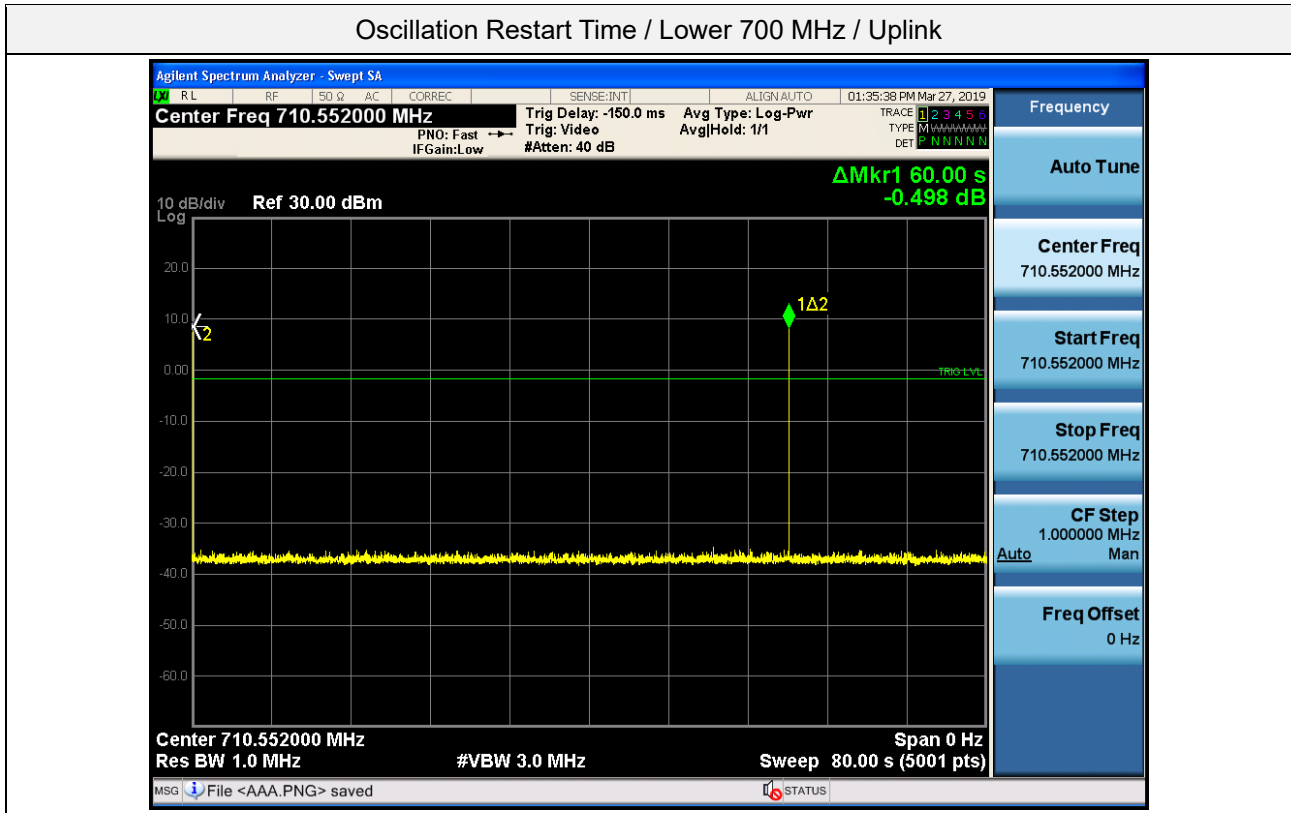 Oscillation Restart Time / Lower 700 MHz / Uplink
Agilent Spectrum Analyzer - Swept SA
LXI RL RF 50 Ω AC CORREC SENSE:INT ALIGN AUTO 01:35:38 PM Mar 27, 2019
Center Freq 710.552000 MHz
PNO: Fast
IFGain:Low
Trig Delay: -150.0 ms
Trig: Video
#Atten: 40 dB
Avg Type: Log-Pwr
Avg|Hold: 1/1
TRACE 1 2 3 4 5 6
TYPE M
DET P N N N N N
ΔMkr1 60.00 s
-0.498 dB
10 dB/div Ref 30.00 dBm
Log
20.0
10.0
0.00
-10.0
-20.0
-30.0
-40.0
-50.0
-60.0
2
1Δ2
TRIG LVL
Center 710.552000 MHz Span 0 Hz
Res BW 1.0 MHz #VBW 3.0 MHz Sweep 80.00 s (5001 pts)
MSG File <AAA.PNG> saved STATUS
Frequency
Auto Tune
Center Freq
710.552000 MHz
Start Freq
710.552000 MHz
Stop Freq
710.552000 MHz
CF Step
1.000000 MHz
Auto Man
Freq Offset
0 Hz